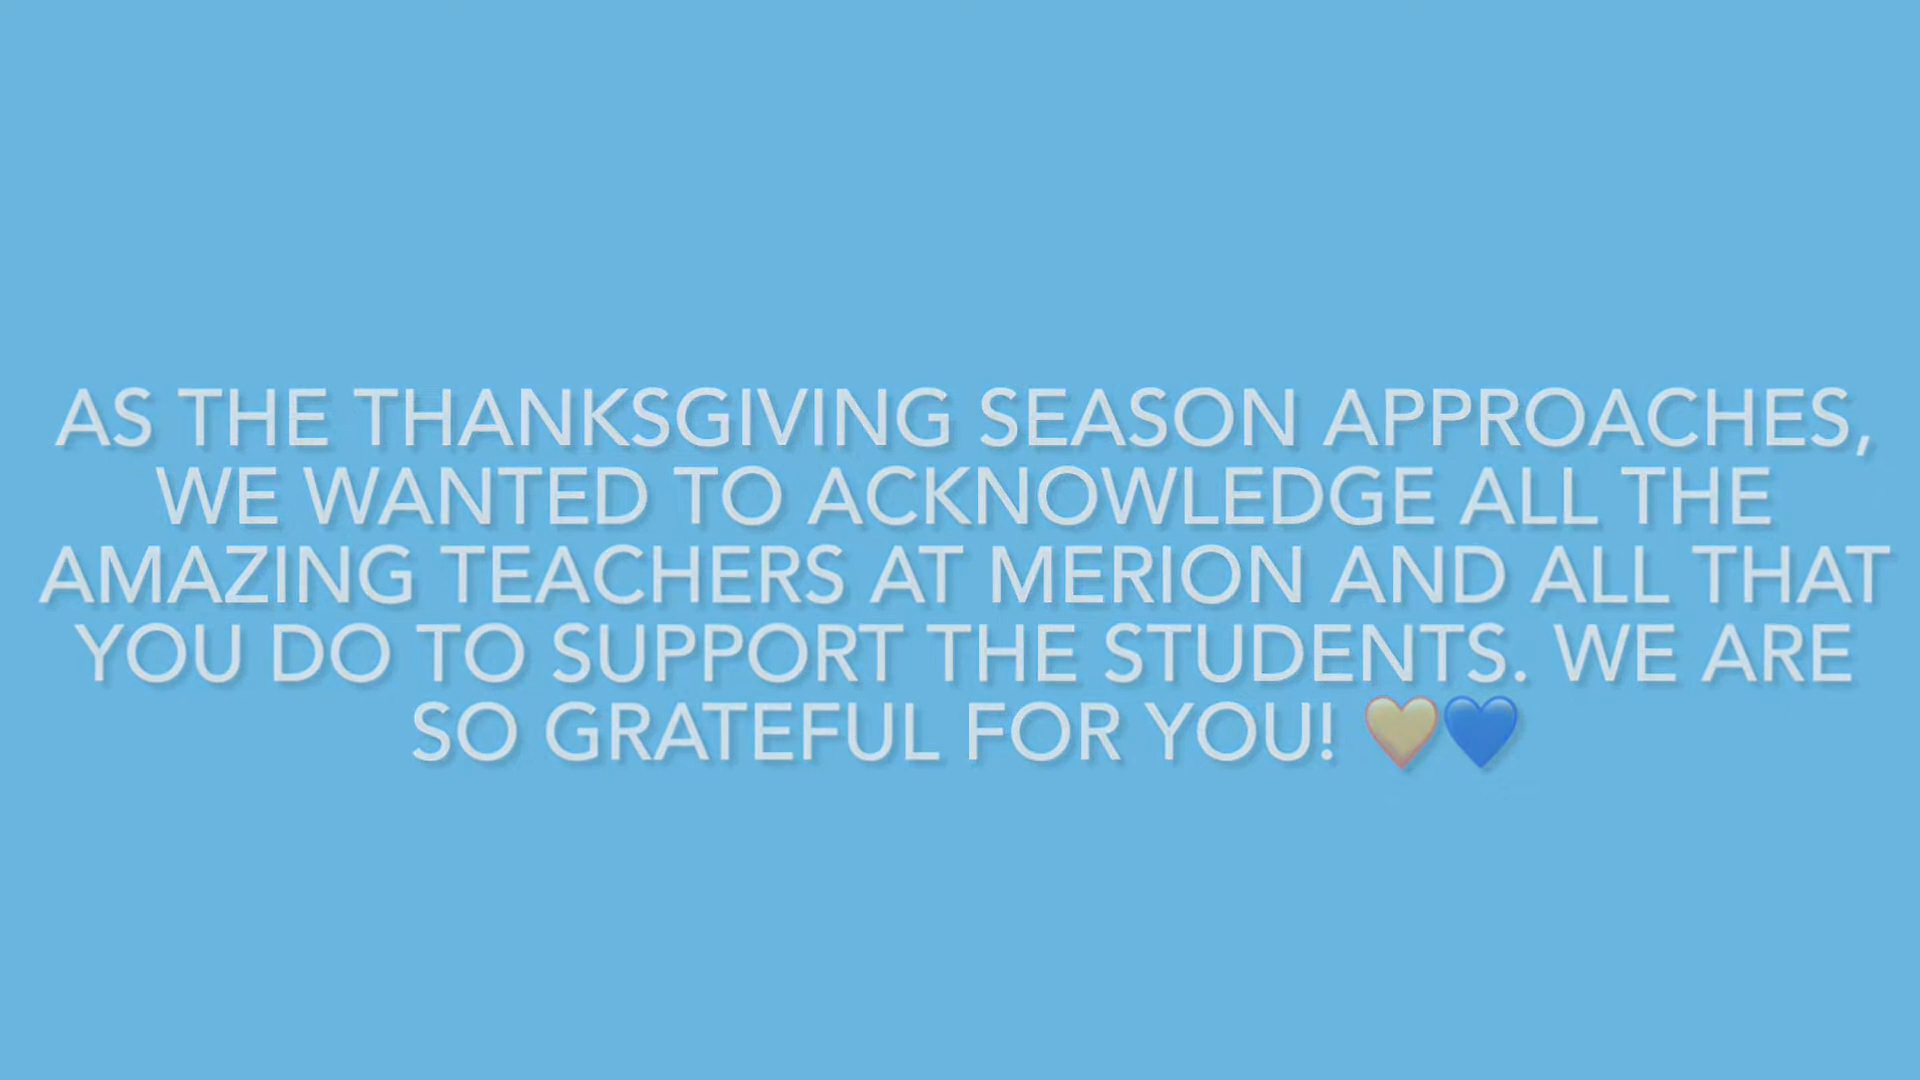 AS THE THANKSGIVING SEASON APPROACHES,
WE WANTED TO ACKNOWLEDGE ALL THE
AMAZING TEACHERS AT MERION AND ALL THAT
YOU DO TO SUPPORT THE STUDENTS. WE ARE
SO GRATEFUL FOR YOU! 💛💙